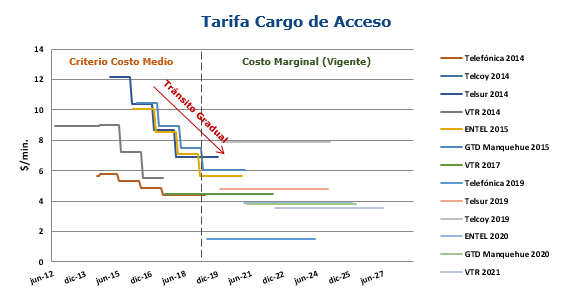 Tarifa Cargo de Acceso
$/min.
14
12
10
8
6
4
2
0
Criterio Costo Medio
Costo Marginal (Vigente)
Tránsito Gradual
jun-12
dic-13
jun-15
dic-16
jun-18
dic-19
jun-21
dic-22
jun-24
dic-25
jun-27
Telefónica 2014
Telcoy 2014
Telsur 2014
VTR 2014
ENTEL 2015
GTD Manquehue 2015
VTR 2017
Telefónica 2019
Telsur 2019
Telcoy 2019
ENTEL 2020
GTD Manquehue 2020
VTR 2021